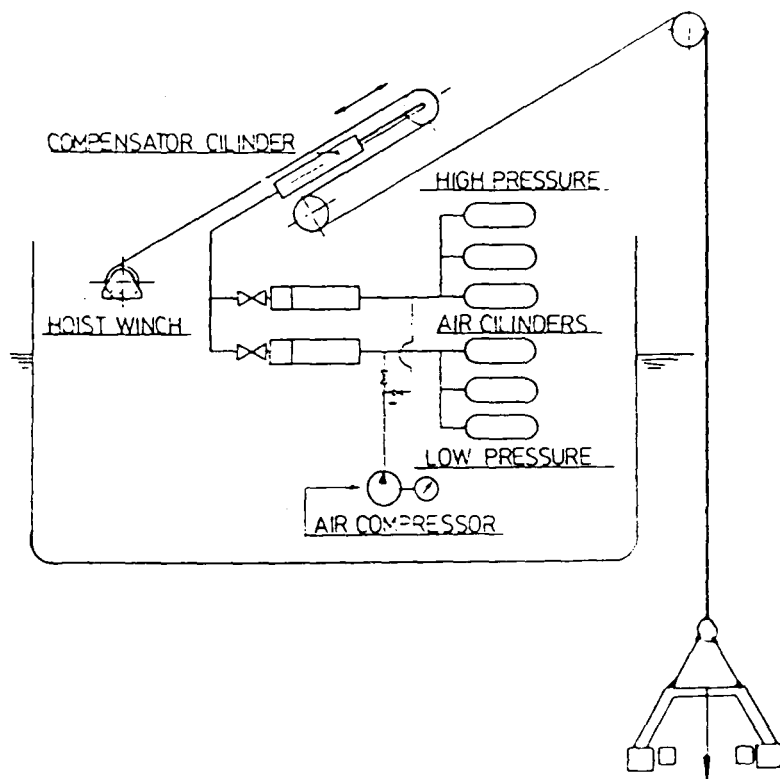 COMPENSATOR CILINDER
HIGH PRESSURE
HOIST WINCH
AIR CILINDERS
LOW PRESSURE
AIR COMPRESSOR